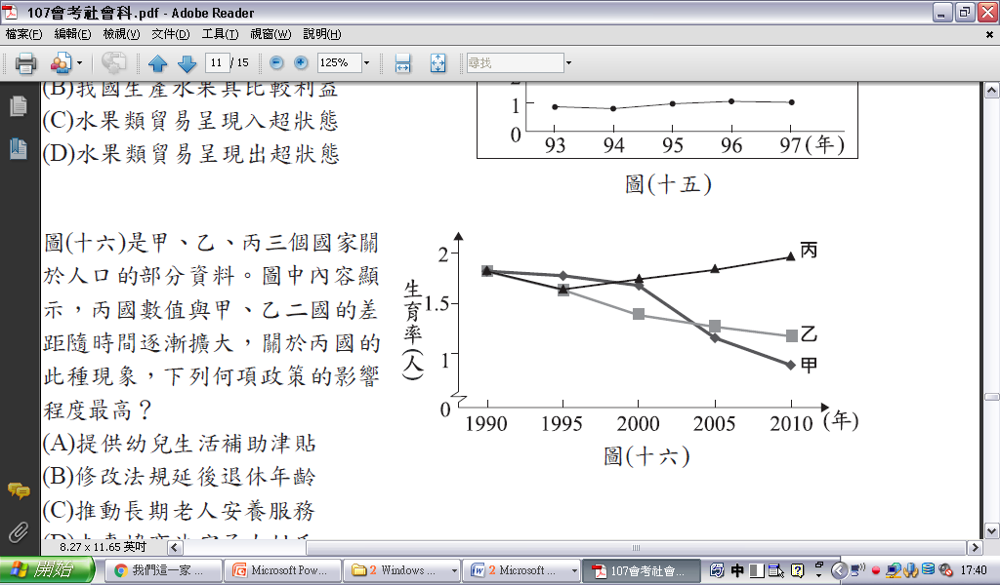 107會考社會科.pdf - Adobe Reader
檔案(F) 編輯(E) 檢視(V) 文件(D) 工具(T) 視窗(W) 說明(H)
11 / 15 125% 尋找
(B)我國生產水果具比較利益
(C)水果類貿易呈現入超狀態
(D)水果類貿易呈現出超狀態
1
0
93 94 95 96 97 (年)
圖(十五)
圖(十六)是甲、乙、丙三個國家關
於人口的部分資料。圖中內容顯
示，丙國數值與甲、乙二國的差
距隨時間逐漸擴大，關於丙國的
此種現象，下列何項政策的影響
程度最高？
(A)提供幼兒生活補助津貼
(B)修改法規延後退休年齡
(C)推動長期老人安養服務
生育率(人)
2
1.5
1
0
丙
乙
甲
1990 1995 2000 2005 2010 (年)
圖(十六)
8.27 x 11.65 英吋
開始 我們這一家 ... Microsoft Pow... 2 Windows ... 2 Microsoft ... 107會考社會... 中 17:40